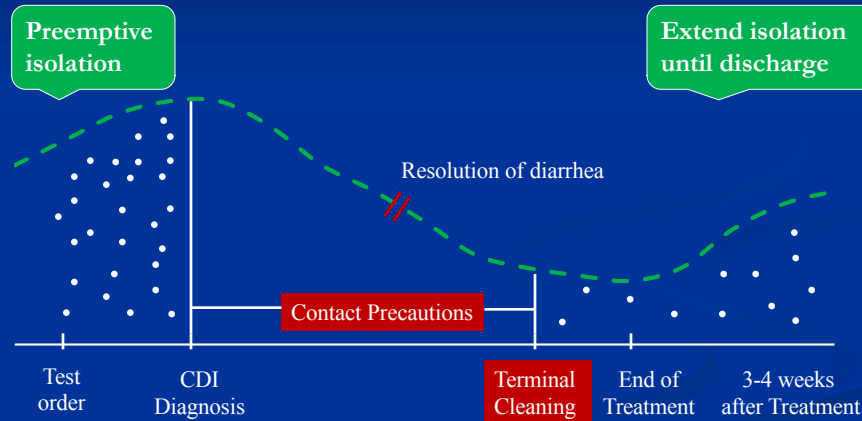 Preemptive
isolation
Extend isolation
until discharge
Resolution of diarrhea
Contact Precautions
Test
order
CDI
Diagnosis
Terminal
Cleaning
End of
Treatment
3-4 weeks
after Treatment